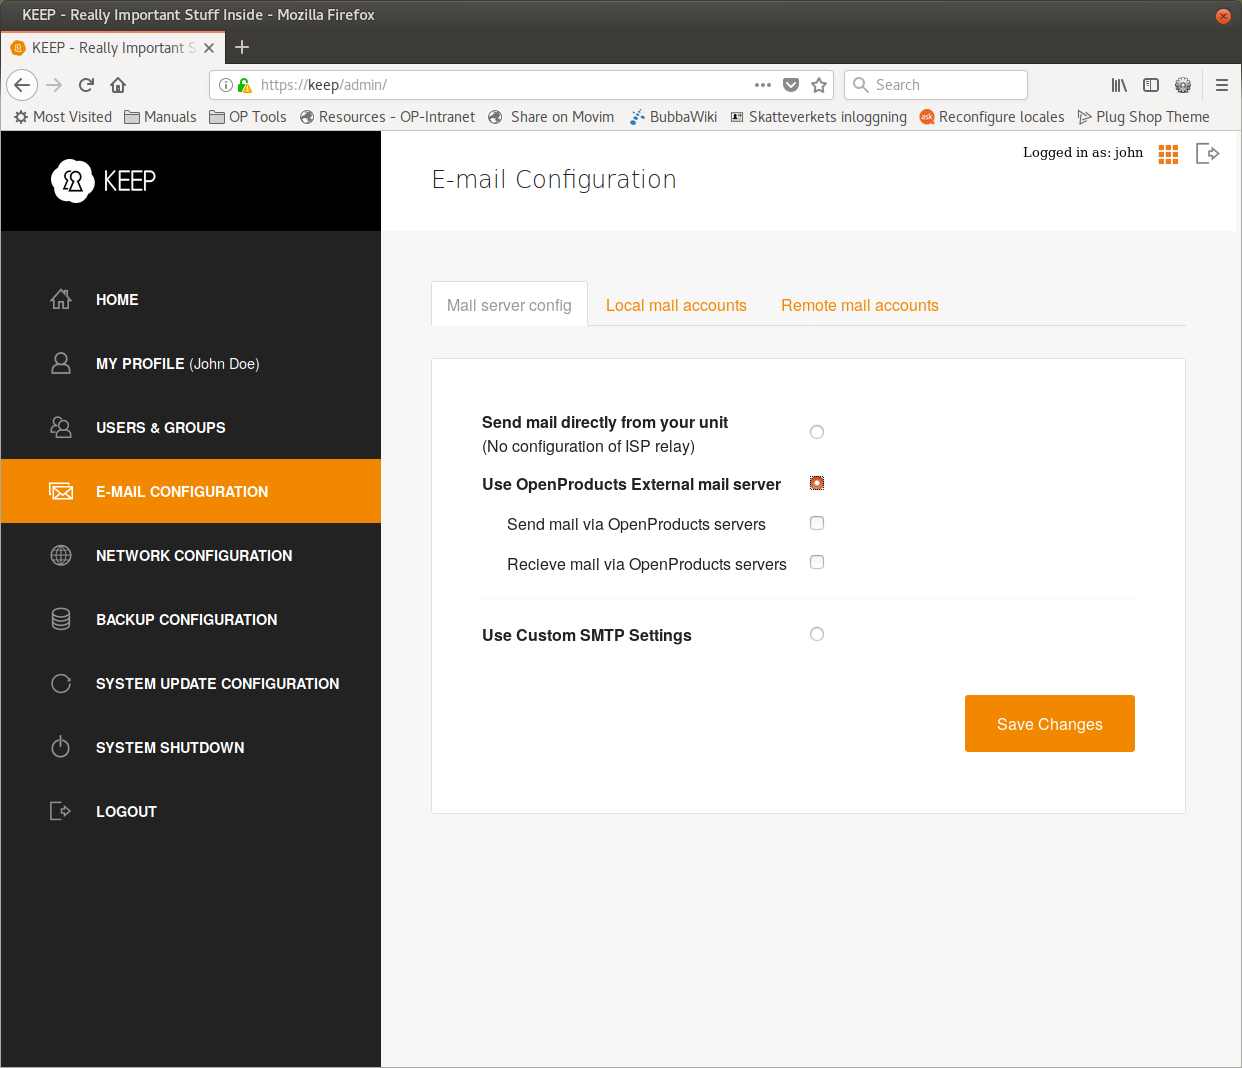 KEEP - Really Important Stuff Inside - Mozilla Firefox
KEEP - Really Important S
https://keep/admin/
Search
Most Visited
Manuals
OP Tools
Resources - OP-Intranet
Share on Movim
BubbaWiki
Skatteverkets inloggning
ask
Reconfigure locales
Plug Shop Theme
KEEP
Logged in as: john
E-mail Configuration
HOME
MY PROFILE (John Doe)
USERS & GROUPS
E-MAIL CONFIGURATION
NETWORK CONFIGURATION
BACKUP CONFIGURATION
SYSTEM UPDATE CONFIGURATION
SYSTEM SHUTDOWN
LOGOUT
Mail server config
Local mail accounts
Remote mail accounts
Send mail directly from your unit
(No configuration of ISP relay)
Use OpenProducts External mail server
Send mail via OpenProducts servers
Recieve mail via OpenProducts servers
Use Custom SMTP Settings
Save Changes